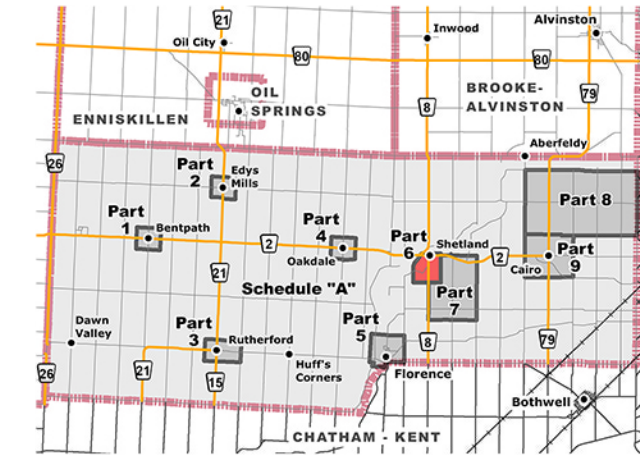 21
Alvinston
Oil City
Inwood
80
80
OIL
SPRINGS
BROOKE-
ALVINSTON
79
8
ENNISKILLEN
Aberfeldy
26
Part
2
Edys
Mills
Part 8
Part
1
Bentpath
Part
4
Oakdale
2
Part
6
Shetland
2
Part
9
Cairo
21
Schedule "A"
Part
7
Dawn
Valley
Part
3
Rutherford
Part
5
8
79
Huff's
Corners
Florence
26
21
15
Bothwell
CHATHAM - KENT